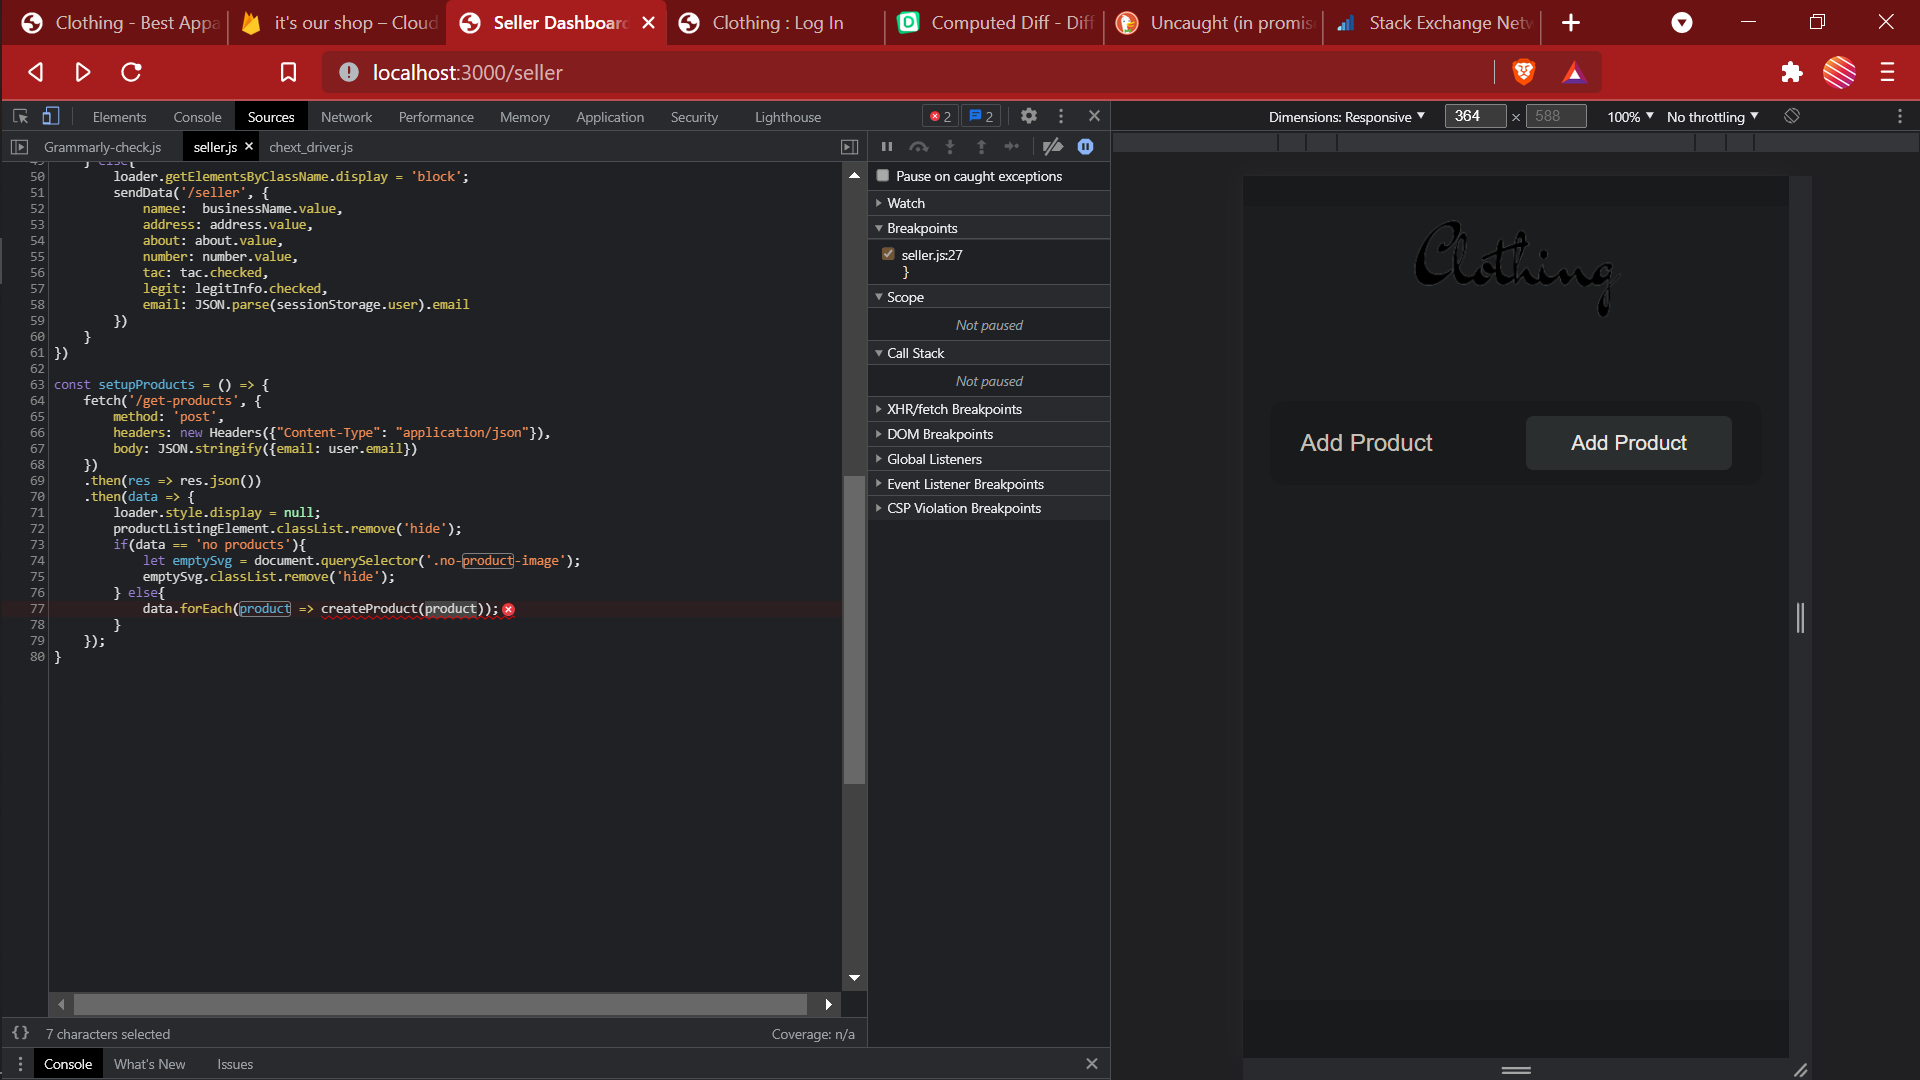 Clothing - Best Appa
it's our shop – Cloud
Seller Dashboard
Clothing : Log In
Computed Diff - Diff
Uncaught (in promis
Stack Exchange Netw
localhost:3000/seller
Elements Console Sources Network Performance Memory Application Security Lighthouse
2 2
Dimensions: Responsive 364 × 588 100% No throttling
Grammarly-check.js seller.js chext_driver.js
49 } else{
50 loader.getElementsByClassName.display = 'block';
51 sendData('/seller', {
52 namee: businessName.value,
53 address: address.value,
54 about: about.value,
55 number: number.value,
56 tac: tac.checked,
57 legit: legitInfo.checked,
58 email: JSON.parse(sessionStorage.user).email
59 })
60 }
61 })
62
63 const setupProducts = () => {
64 fetch('/get-products', {
65 method: 'post',
66 headers: new Headers({"Content-Type": "application/json"}),
67 body: JSON.stringify({email: user.email})
68 })
69 .then(res => res.json())
70 .then(data => {
71 loader.style.display = null;
72 productListingElement.classList.remove('hide');
73 if(data == 'no products'){
74 let emptySvg = document.querySelector('.no-product-image');
75 emptySvg.classList.remove('hide');
76 } else{
77 data.forEach(product => createProduct(product));
78 }
79 });
80 }
{} 7 characters selected
Coverage: n/a
Pause on caught exceptions
Watch
Breakpoints
seller.js:27
}
Scope
Not paused
Call Stack
Not paused
XHR/fetch Breakpoints
DOM Breakpoints
Global Listeners
Event Listener Breakpoints
CSP Violation Breakpoints
Clothing
Add Product
Add Product
Console What's New Issues